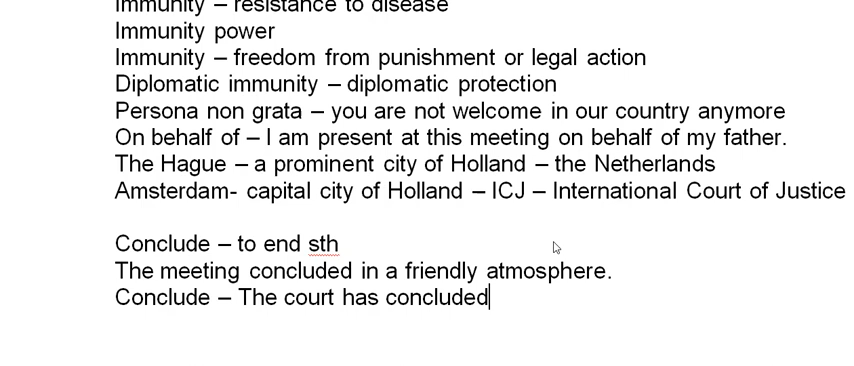 Immunity – resistance to disease
Immunity power
Immunity – freedom from punishment or legal action
Diplomatic immunity – diplomatic protection
Persona non grata – you are not welcome in our country anymore
On behalf of – I am present at this meeting on behalf of my father.
The Hague – a prominent city of Holland – the Netherlands
Amsterdam- capital city of Holland – ICJ – International Court of Justice
Conclude – to end sth
The meeting concluded in a friendly atmosphere.
Conclude – The court has concluded